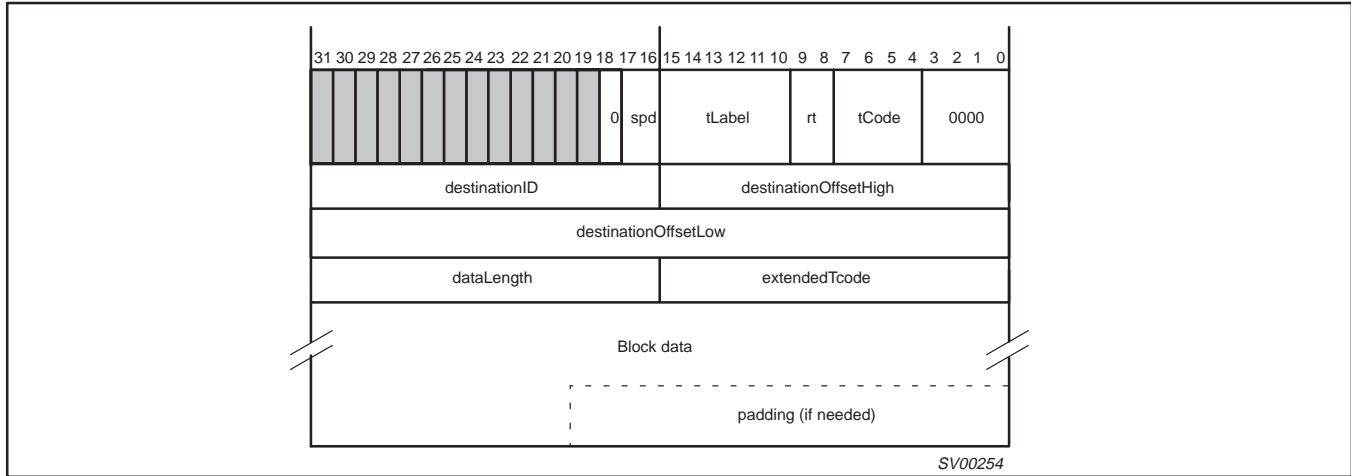 31 30 29 28 27 26 25 24 23 22 21 20 19 18 17 16 15 14 13 12 11 10 9 8 7 6 5 4 3 2 1 0
0 spd tLabel rt tCode 0000
destinationID destinationOffsetHigh
destinationOffsetLow
dataLength extendedTcode
Block data
padding (if needed)
SV00254